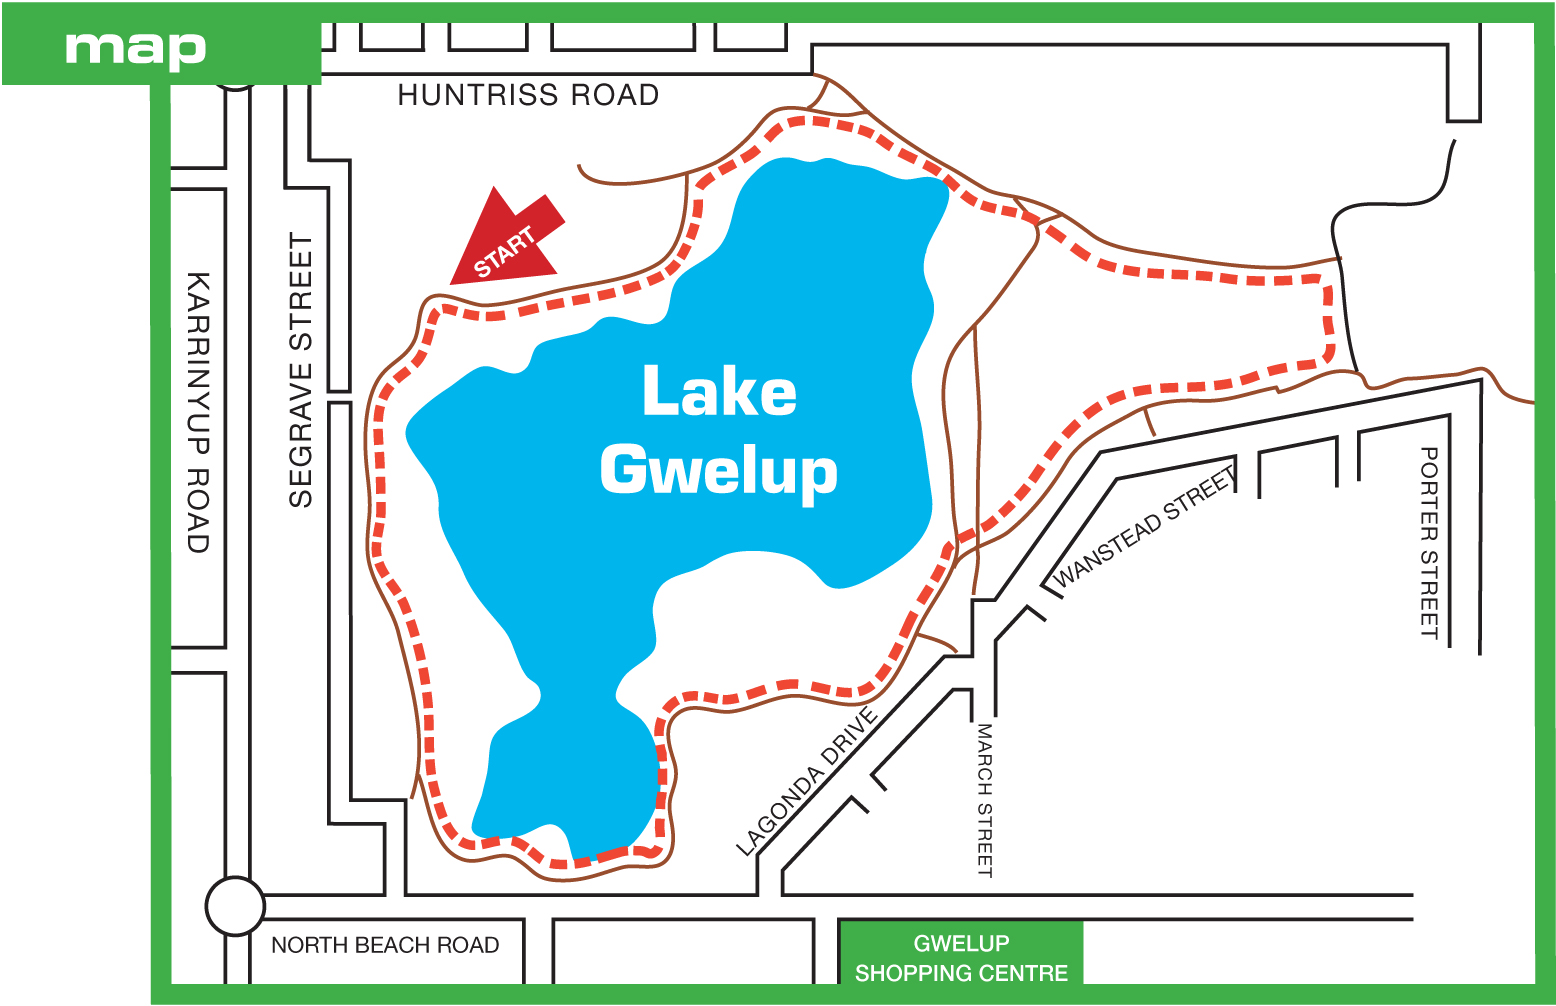 map
HUNTRISS ROAD
START
KARRINYUP ROAD
SEGRAVE STREET
Lake
Gwelup
WANSTEAD STREET
PORTER STREET
LAGONDA DRIVE
MARCH STREET
NORTH BEACH ROAD
GWELUP
SHOPPING CENTRE